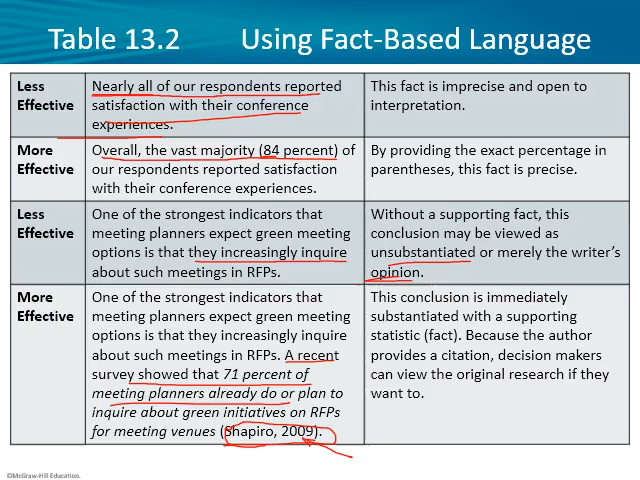 Table 13.2 Using Fact-Based Language
Less
Effective
Nearly all of our respondents reported
satisfaction with their conference
experiences.
This fact is imprecise and open to
interpretation.
More
Effective
Overall, the vast majority (84 percent) of
our respondents reported satisfaction
with their conference experiences.
By providing the exact percentage in
parentheses, this fact is precise.
Less
Effective
One of the strongest indicators that
meeting planners expect green meeting
options is that they increasingly inquire
about such meetings in RFPs.
Without a supporting fact, this
conclusion may be viewed as
unsubstantiated or merely the writer's
opinion.
More
Effective
One of the strongest indicators that
meeting planners expect green meeting
options is that they increasingly inquire
about such meetings in RFPs. A recent
survey showed that 71 percent of
meeting planners already do or plan to
inquire about green initiatives on RFPs
for meeting venues (Shapiro, 2009).
This conclusion is immediately
substantiated with a supporting
statistic (fact). Because the author
provides a citation, decision makers
can view the original research if they
want to.
©McGraw-Hill Education.